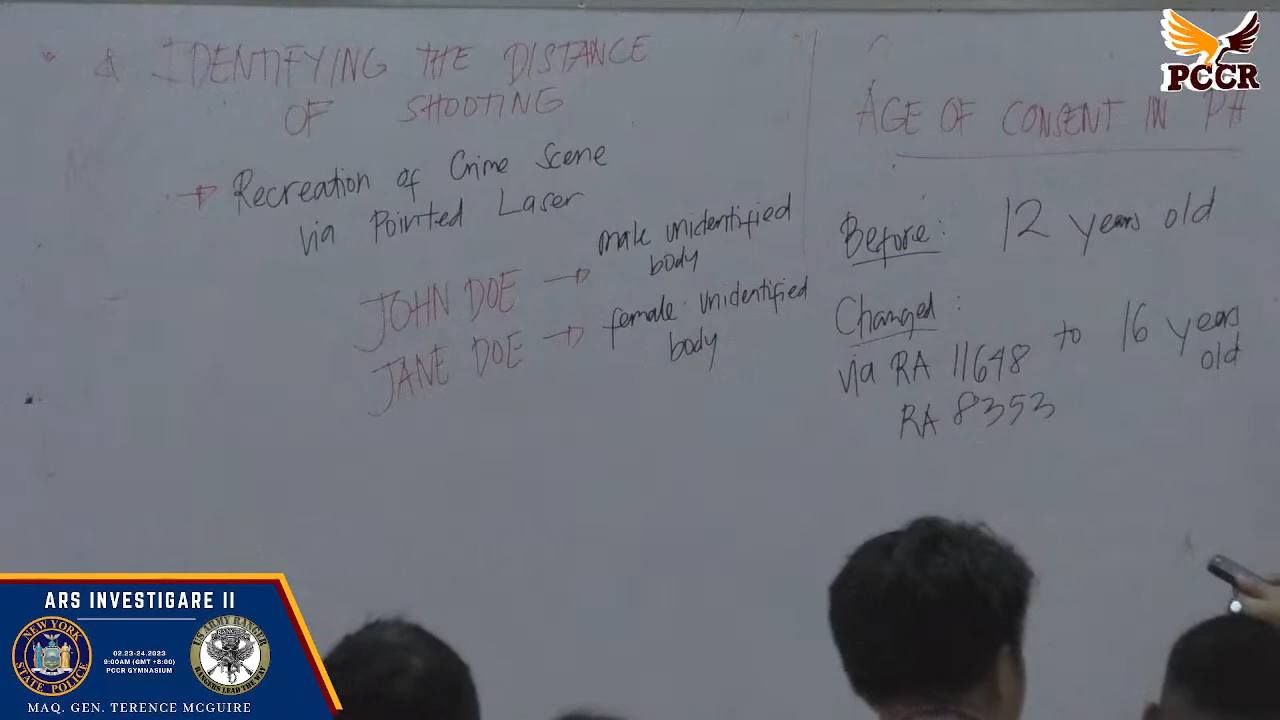 & IDENTIFYING THE DISTANCE
OF SHOOTING
→ Recreation of Crime Scene
via Pointed Laser
JOHN DOE → male unidentified
body
JANE DOE → female unidentified
body
AGE OF CONSENT IN PH
Before: 12 years old
Changed:
via RA 11648 to 16 years
old
RA 8353
PCCR
ARS INVESTIGARE II
NEW YORK
STATE POLICE
02.23-24.2023
9:00AM (GMT +8:00)
PCCR GYMNASIUM
US ARMY RANGER
RANGERS LEAD THE WAY
MAQ. GEN. TERENCE MCGUIRE